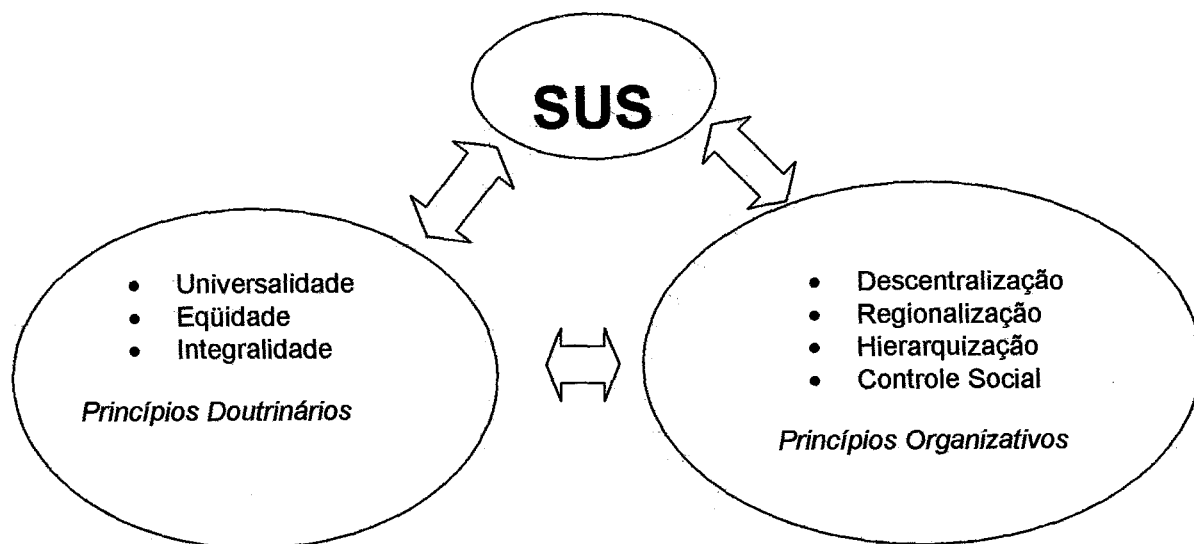 SUS
• Universalidade
• Eqüidade
• Integralidade
Princípios Doutrinários
• Descentralização
• Regionalização
• Hierarquização
• Controle Social
Princípios Organizativos